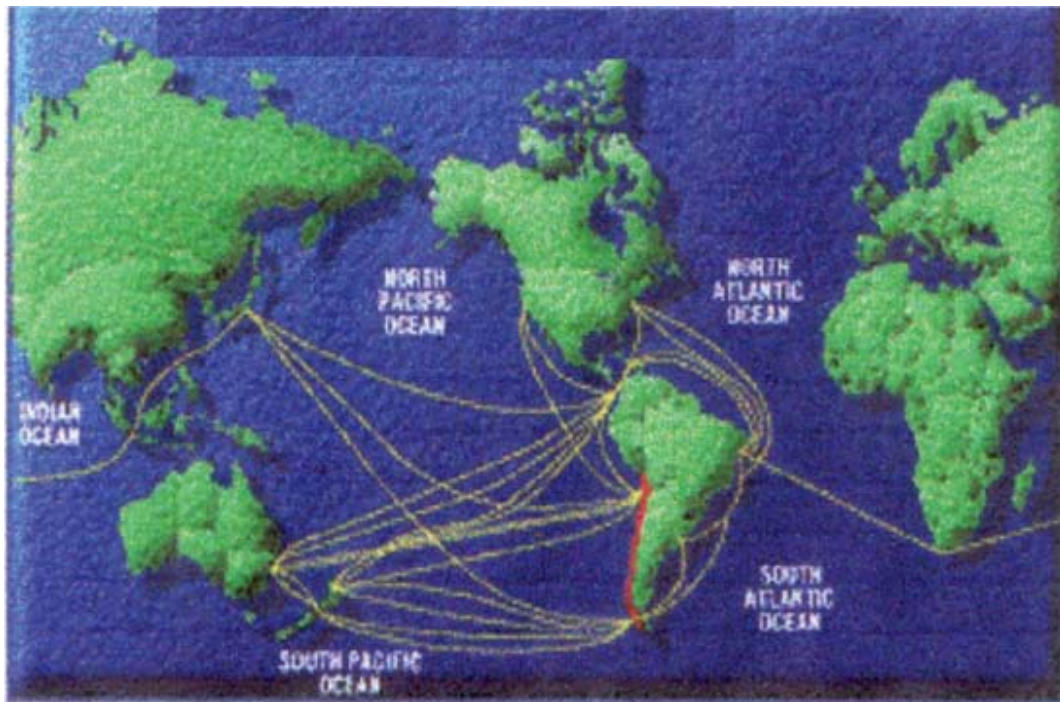 NORTH
PACIFIC
OCEAN
NORTH
ATLANTIC
OCEAN
INDIAN
OCEAN
SOUTH
ATLANTIC
OCEAN
SOUTH PACIFIC
OCEAN